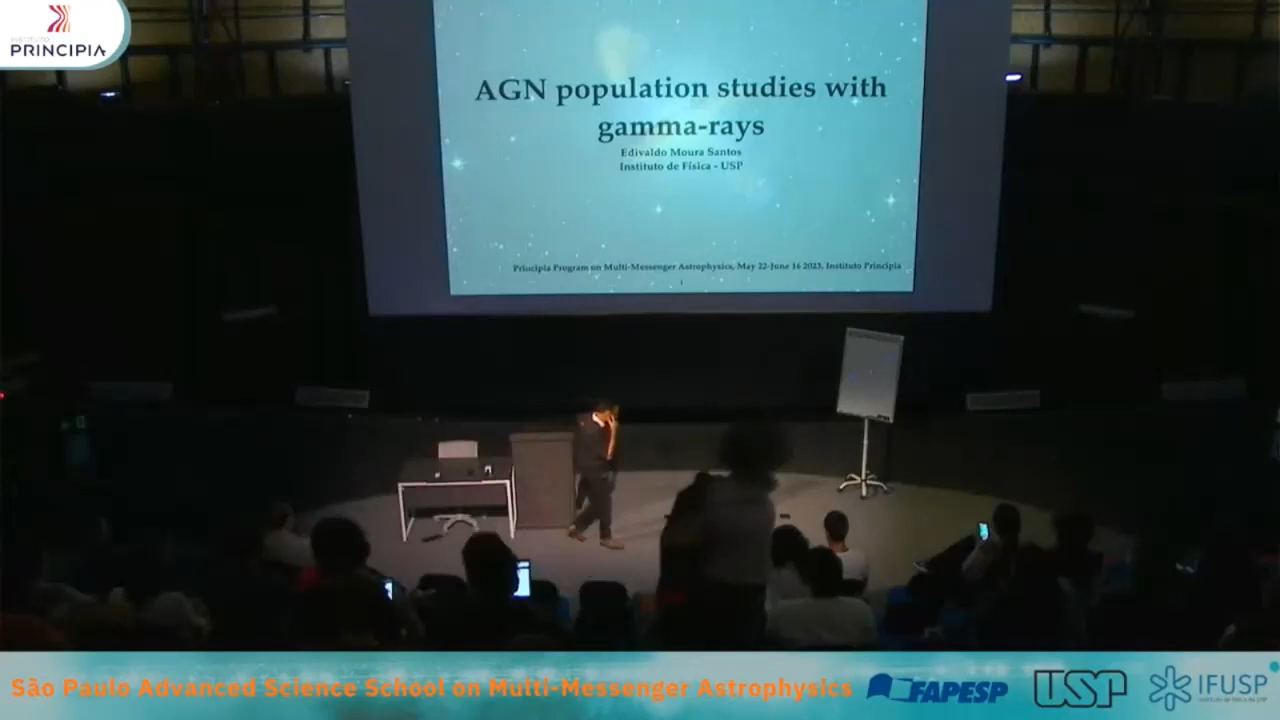 INSTITUTO
PRINCIPIA
AGN population studies with
gamma-rays
Edivaldo Moura Santos
Instituto de Física - USP
Principia Program on Multi-Messenger Astrophysics, May 22-June 16 2023, Instituto Principia
1
São Paulo Advanced Science School on Multi-Messenger Astrophysics
FAPESP
USP
IFUSP